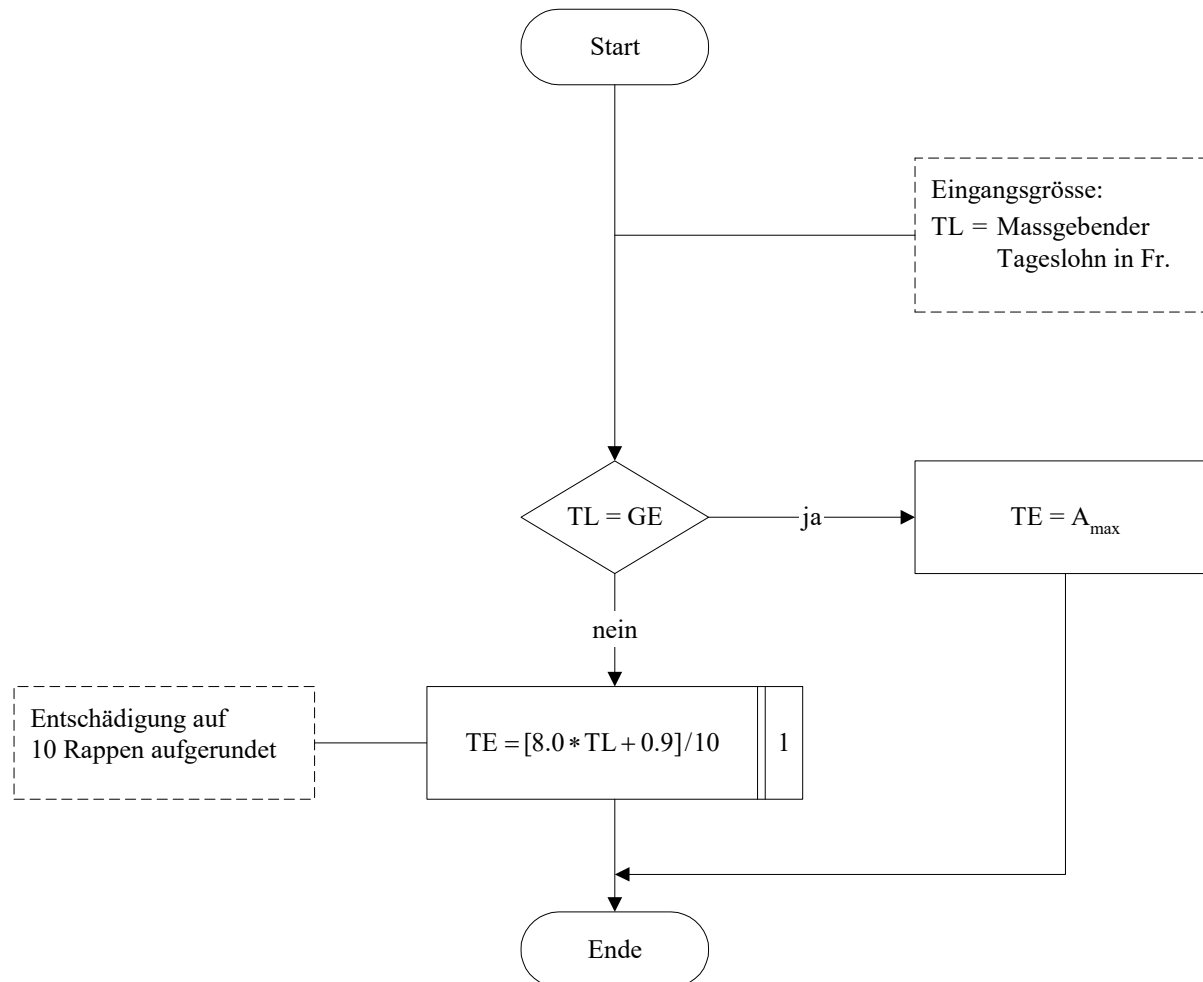 Start
Eingangsgrösse:
TL = Massgebender
Tageslohn in Fr.
TL = GE
ja
TE = Amax
nein
Entschädigung auf
10 Rappen aufgerundet
TE = [8.0 * TL + 0.9]/10
1
Ende